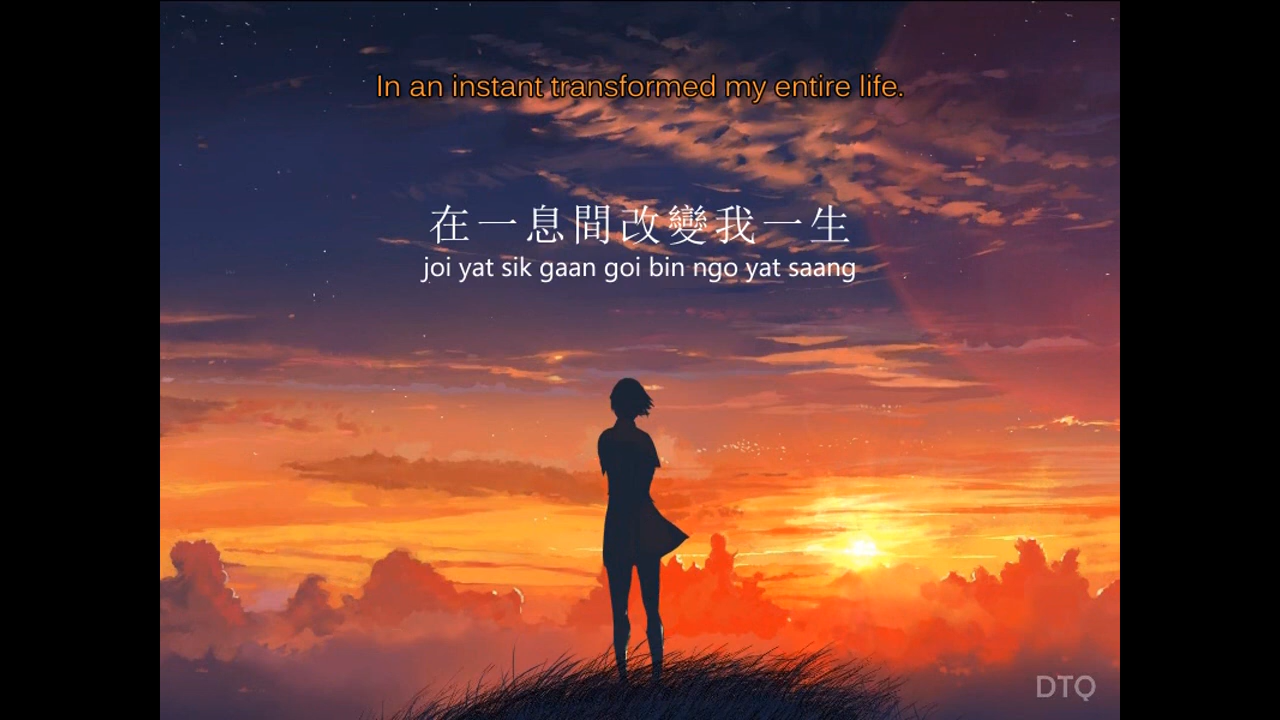 In an instant transformed my entire life.
在一息間改變我一生
joi yat sik gaan goi bin ngo yat saang
DTQ